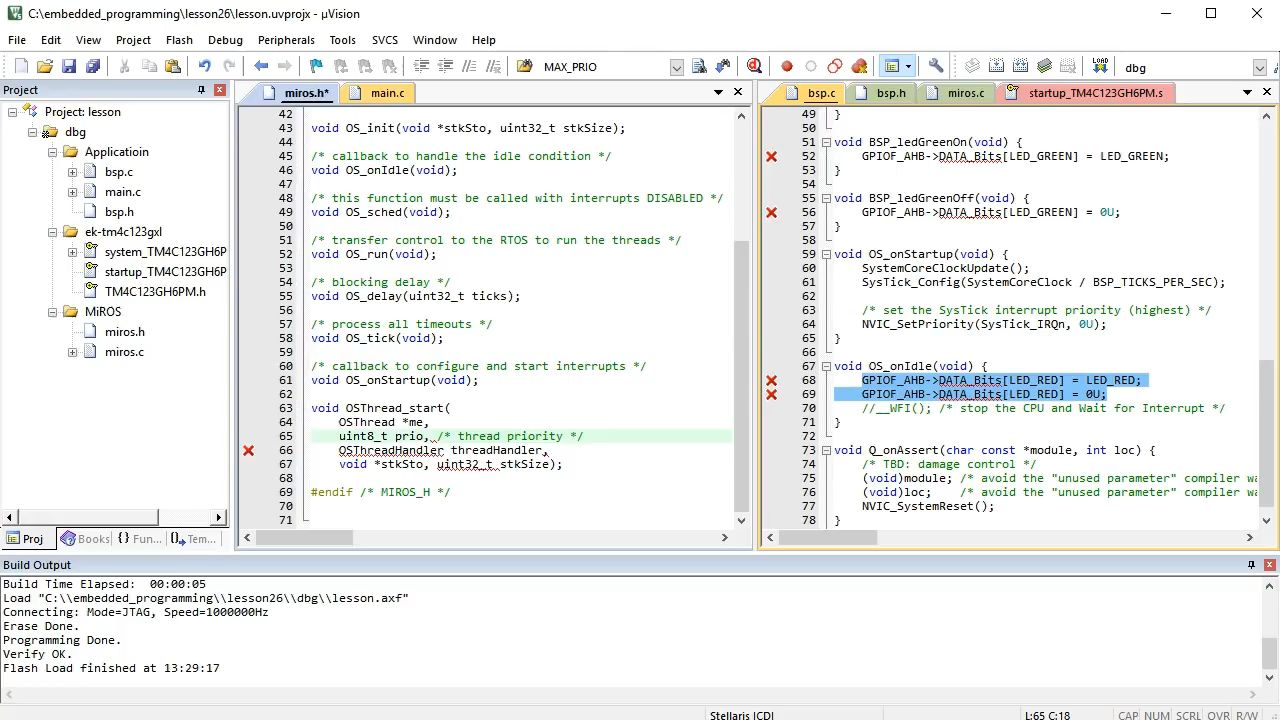 C:\embedded_programming\lesson26\lesson.uvprojx - µVision
File Edit View Project Flash Debug Peripherals Tools SVCS Window Help
MAX_PRIO
LOAD
dbg
Project
Project: lesson
dbg
Applicatioin
bsp.c
main.c
bsp.h
ek-tm4c123gxl
system_TM4C123GH6P
startup_TM4C123GH6P
TM4C123GH6PM.h
MiROS
miros.h
miros.c
Proj Books {} Fun... Tem...
miros.h* main.c
42
43 void OS_init(void *stkSto, uint32_t stkSize);
44
45 /* callback to handle the idle condition */
46 void OS_onIdle(void);
47
48 /* this function must be called with interrupts DISABLED */
49 void OS_sched(void);
50
51 /* transfer control to the RTOS to run the threads */
52 void OS_run(void);
53
54 /* blocking delay */
55 void OS_delay(uint32_t ticks);
56
57 /* process all timeouts */
58 void OS_tick(void);
59
60 /* callback to configure and start interrupts */
61 void OS_onStartup(void);
62
63 void OSThread_start(
64 OSThread *me,
65 uint8_t prio, /* thread priority */
66 OSThreadHandler threadHandler,
67 void *stkSto, uint32_t stkSize);
68
69 #endif /* MIROS_H */
70
71
bsp.c bsp.h miros.c startup_TM4C123GH6PM.s
49 }
50
51 void BSP_ledGreenOn(void) {
52 GPIOF_AHB->DATA_Bits[LED_GREEN] = LED_GREEN;
53 }
54
55 void BSP_ledGreenOff(void) {
56 GPIOF_AHB->DATA_Bits[LED_GREEN] = 0U;
57 }
58
59 void OS_onStartup(void) {
60 SystemCoreClockUpdate();
61 SysTick_Config(SystemCoreClock / BSP_TICKS_PER_SEC);
62
63 /* set the SysTick interrupt priority (highest) */
64 NVIC_SetPriority(SysTick_IRQn, 0U);
65 }
66
67 void OS_onIdle(void) {
68 GPIOF_AHB->DATA_Bits[LED_RED] = LED_RED;
69 GPIOF_AHB->DATA_Bits[LED_RED] = 0U;
70 //__WFI(); /* stop the CPU and Wait for Interrupt */
71 }
72
73 void Q_onAssert(char const *module, int loc) {
74 /* TBD: damage control */
75 (void)module; /* avoid the "unused parameter" compiler wa
76 (void)loc; /* avoid the "unused parameter" compiler wa
77 NVIC_SystemReset();
78 }
Build Output
Build Time Elapsed: 00:00:05
Load "C:\\embedded_programming\\lesson26\\dbg\\lesson.axf"
Connecting: Mode=JTAG, Speed=1000000Hz
Erase Done.
Programming Done.
Verify OK.
Flash Load finished at 13:29:17
Stellaris ICDI L:65 C:18 CAP NUM SCRL OVR R/W